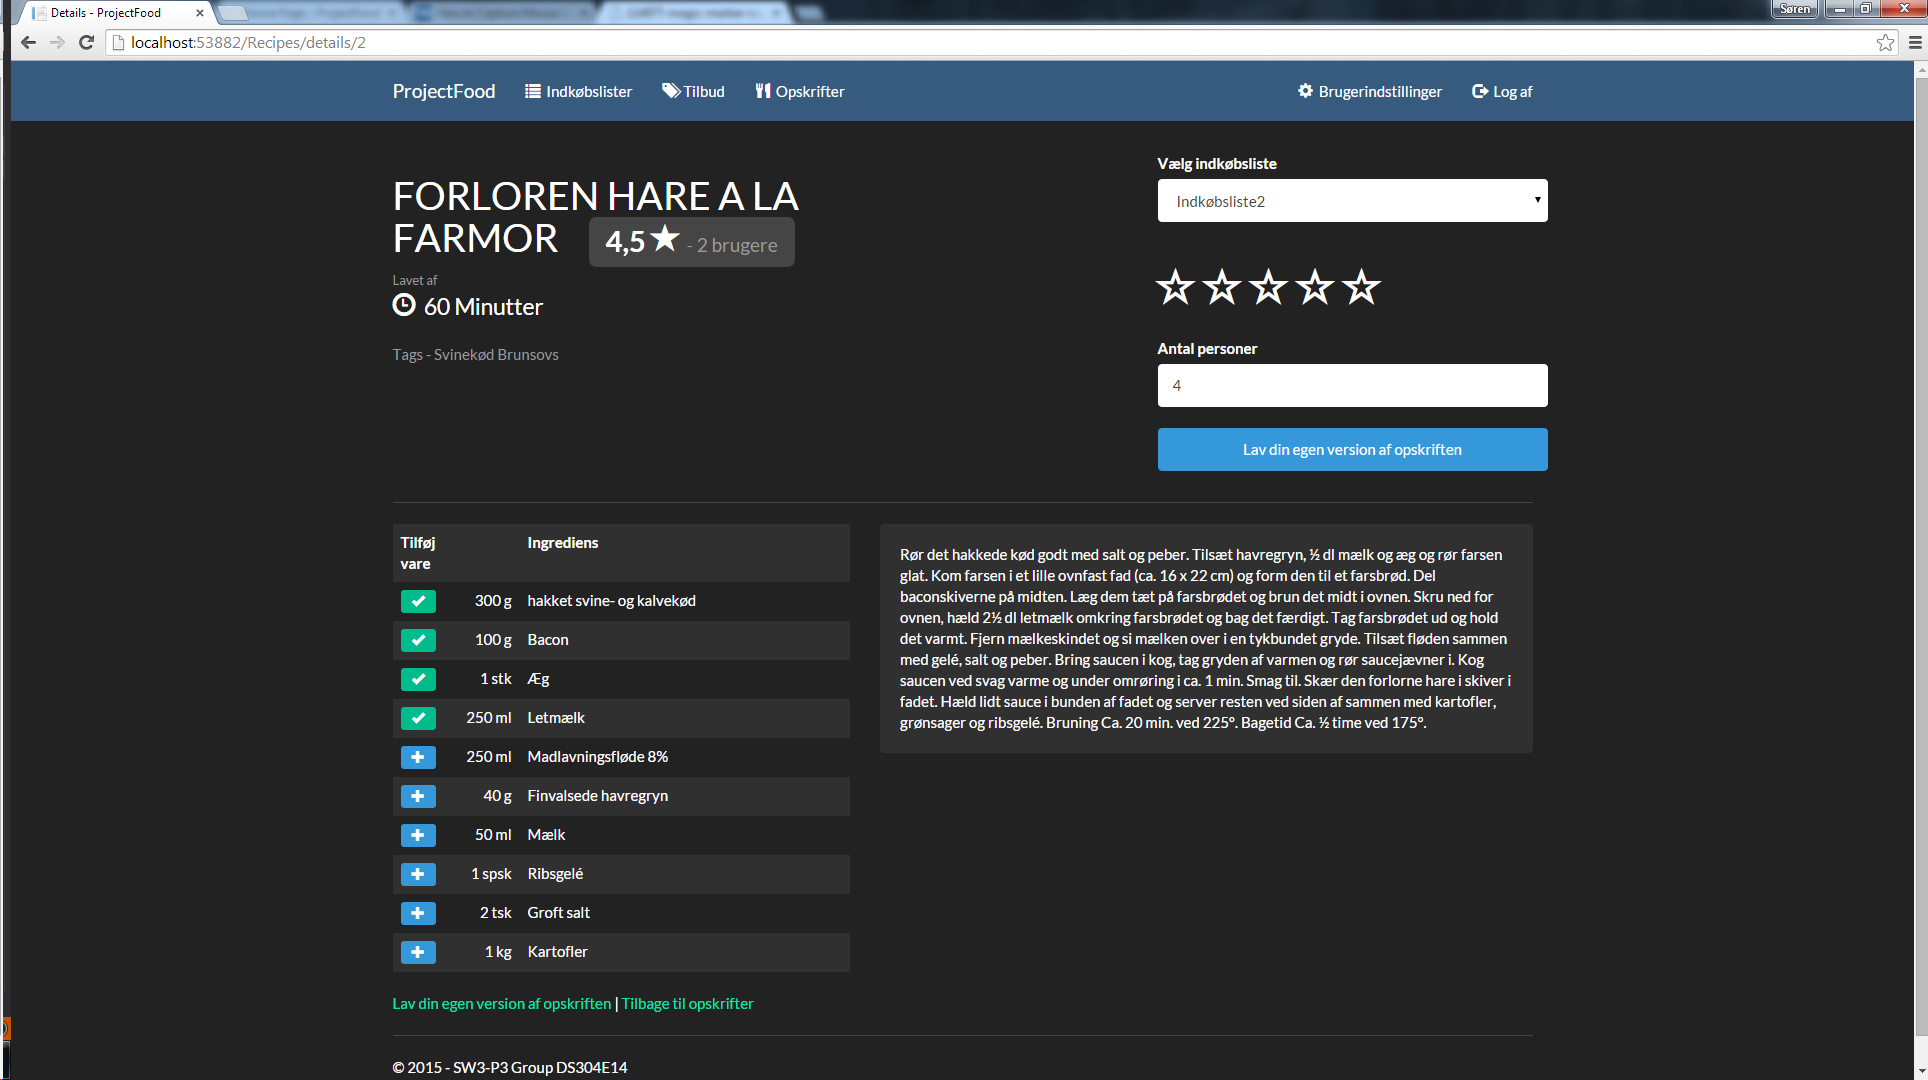 Details - ProjectFood
Søren
localhost:53882/Recipes/details/2
ProjectFood Indkøbslister Tilbud Opskrifter Brugerindstillinger Log af
FORLOREN HARE A LA
FARMOR 4,5 ★ - 2 brugere
Lavet af
60 Minutter
Tags - Svinekød Brunsovs
Vælg indkøbsliste
Indkøbsliste2
Antal personer
4
Lav din egen version af opskriften
Tilføj vare Ingrediens
300 g hakket svine- og kalvekød
100 g Bacon
1 stk Æg
250 ml Letmælk
250 ml Madlavningsfløde 8%
40 g Finvalsede havregryn
50 ml Mælk
1 spsk Ribsgelé
2 tsk Groft salt
1 kg Kartofler
Rør det hakkede kød godt med salt og peber. Tilsæt havregryn, ½ dl mælk og æg og rør farsen
glat. Kom farsen i et lille ovnfast fad (ca. 16 x 22 cm) og form den til et farsbrød. Del
baconskiverne på midten. Læg dem tæt på farsbrødet og brun det midt i ovnen. Skru ned for
ovnen, hæld 2½ dl letmælk omkring farsbrødet og bag det færdigt. Tag farsbrødet ud og hold
det varmt. Fjern mælkeskindet og si mælken over i en tykbundet gryde. Tilsæt fløden sammen
med gelé, salt og peber. Bring saucen i kog, tag gryden af varmen og rør saucejævner i. Kog
saucen ved svag varme og under omrøring i ca. 1 min. Smag til. Skær den forlorne hare i skiver i
fadet. Hæld lidt sauce i bunden af fadet og server resten ved siden af sammen med kartofler,
grønsager og ribsgelé. Bruning Ca. 20 min. ved 225°. Bagetid Ca. ½ time ved 175°.
Lav din egen version af opskriften | Tilbage til opskrifter
© 2015 - SW3-P3 Group DS304E14